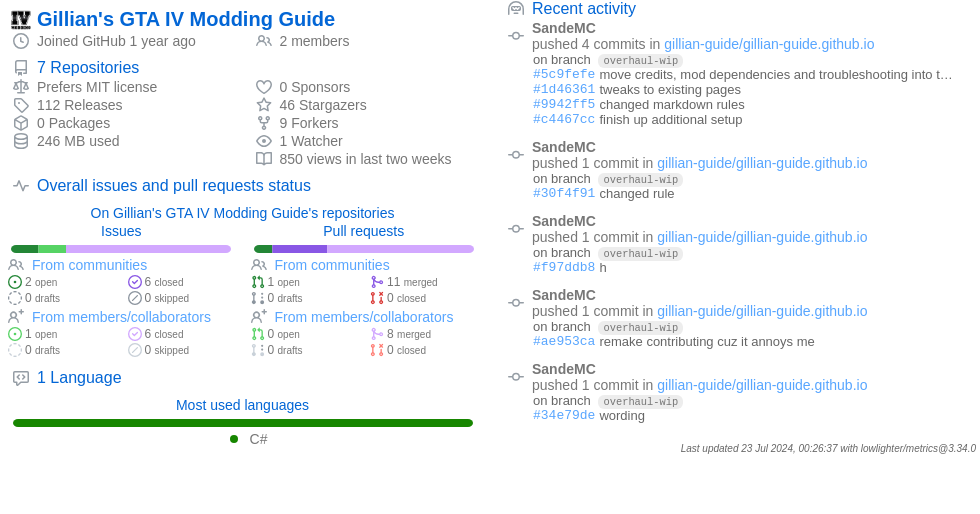 Gillian's GTA IV Modding Guide
Joined GitHub 1 year ago
2 members
7 Repositories
Prefers MIT license
112 Releases
0 Packages
246 MB used
0 Sponsors
46 Stargazers
9 Forkers
1 Watcher
850 views in last two weeks
Overall issues and pull requests status
On Gillian's GTA IV Modding Guide's repositories
Issues
From communities
2 open
6 closed
0 drafts
0 skipped
From members/collaborators
1 open
6 closed
0 drafts
0 skipped
Pull requests
From communities
1 open
11 merged
0 drafts
0 closed
From members/collaborators
0 open
8 merged
0 drafts
0 closed
1 Language
Most used languages
C#
Recent activity
SandeMC
pushed 4 commits in gillian-guide/gillian-guide.github.io
on branch overhaul-wip
#5c9fefe move credits, mod dependencies and troubleshooting into t…
#1d46361 tweaks to existing pages
#9942ff5 changed markdown rules
#c4467cc finish up additional setup
SandeMC
pushed 1 commit in gillian-guide/gillian-guide.github.io
on branch overhaul-wip
#30f4f91 changed rule
SandeMC
pushed 1 commit in gillian-guide/gillian-guide.github.io
on branch overhaul-wip
#f97ddb8 h
SandeMC
pushed 1 commit in gillian-guide/gillian-guide.github.io
on branch overhaul-wip
#ae953ca remake contributing cuz it annoys me
SandeMC
pushed 1 commit in gillian-guide/gillian-guide.github.io
on branch overhaul-wip
#34e79de wording
Last updated 23 Jul 2024, 00:26:37 with lowlighter/metrics@3.34.0